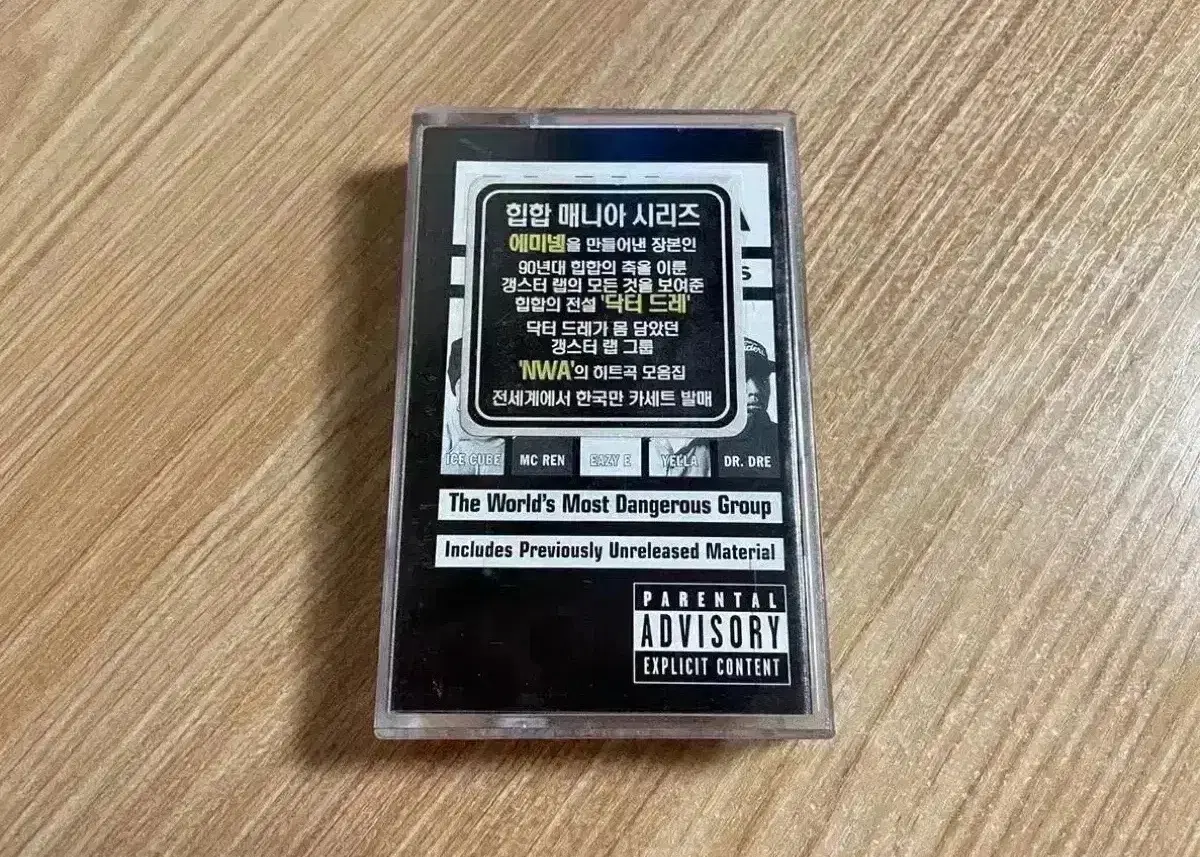 힙합 매니아 시리즈
에미넴을 만들어낸 장본인
90년대 힙합의 축을 이룬
갱스터 랩의 모든 것을 보여준
힙합의 전설 '닥터 드레'
닥터 드레가 몸 담았던
갱스터 랩 그룹
'NWA'의 히트곡 모음집
전세계에서 한국만 카세트 발매
ICE CUBE MC REN EAZY E YELLA DR. DRE
The World's Most Dangerous Group
Includes Previously Unreleased Material
PARENTAL
ADVISORY
EXPLICIT CONTENT